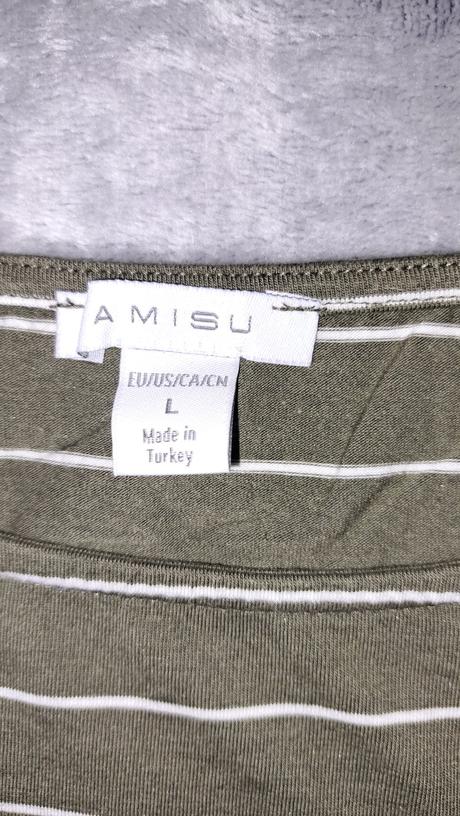 AMISU
EU/US/CA/CN
L
Made in
Turkey